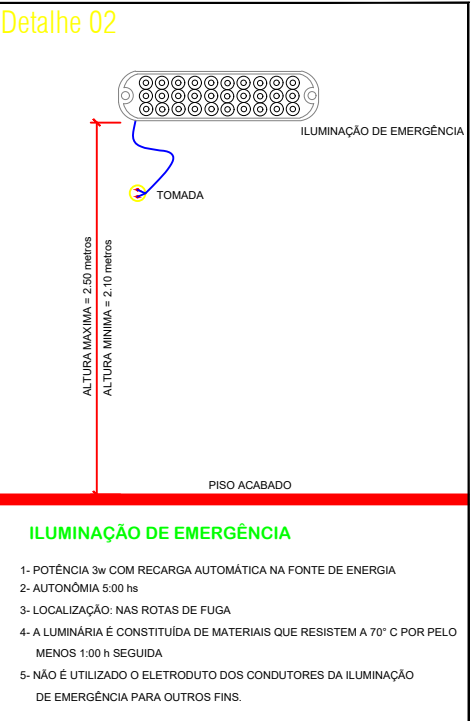 Detalhe 02
ILUMINAÇÃO DE EMERGÊNCIA
TOMADA
ALTURA MAXIMA = 2.50 metros
ALTURA MINIMA = 2.10 metros
PISO ACABADO
ILUMINAÇÃO DE EMERGÊNCIA
1- POTÊNCIA 3w COM RECARGA AUTOMÁTICA NA FONTE DE ENERGIA
2- AUTONÔMIA 5:00 hs
3- LOCALIZAÇÃO: NAS ROTAS DE FUGA
4- A LUMINÁRIA É CONSTITUÍDA DE MATERIAIS QUE RESISTEM A 70° C POR PELO
MENOS 1:00 h SEGUIDA
5- NÃO É UTILIZADO O ELETRODUTO DOS CONDUTORES DA ILUMINAÇÃO
DE EMERGÊNCIA PARA OUTROS FINS.